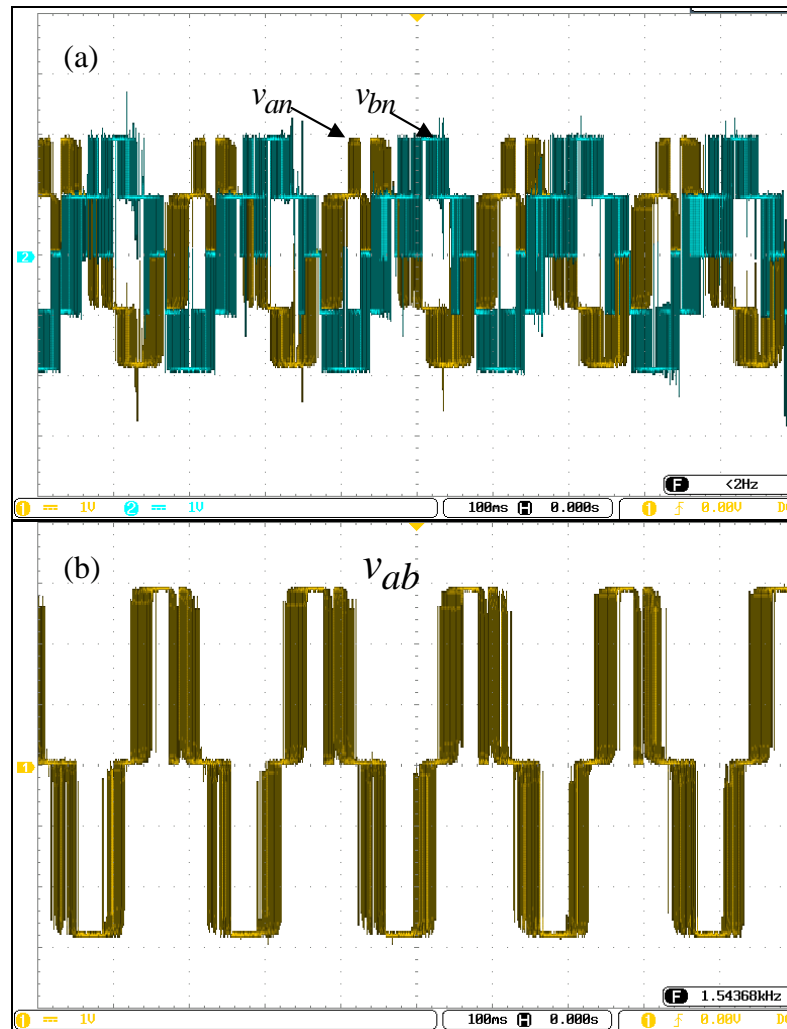 (a)
van vbn
2
1 1V 2 1V 100ms H 0.000s 1 0.00V
F <2Hz
(b)
vab
1
F 1.54368kHz
1 1V 100ms H 0.000s 1 0.00V